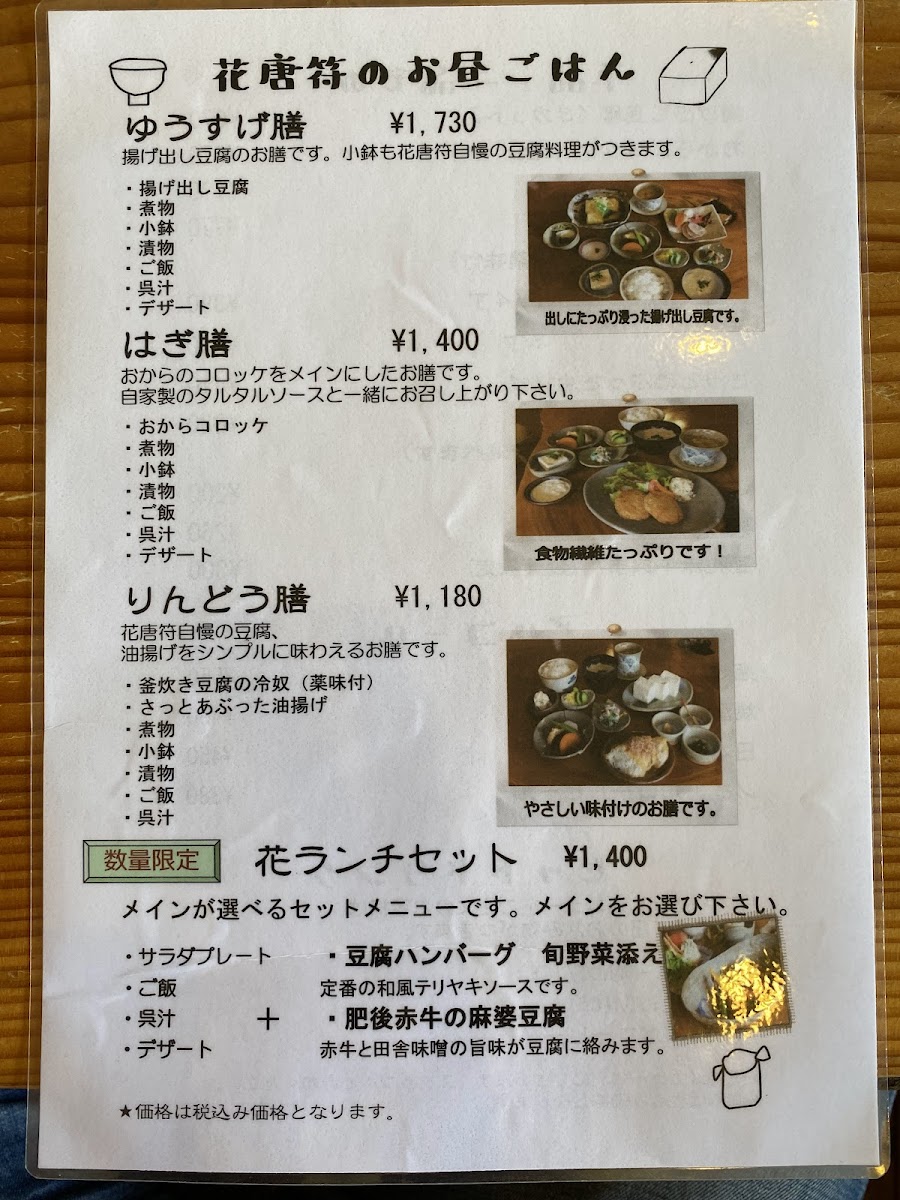 花唐符のお昼ごはん
ゆうすげ膳 ¥1,730
揚げ出し豆腐のお膳です。小鉢も花唐符自慢の豆腐料理がつきます。
・揚げ出し豆腐
・煮物
・小鉢
・漬物
・ご飯
・呉汁
・デザート
出しにたっぷり浸った揚げ出し豆腐です。
はぎ膳 ¥1,400
おからのコロッケをメインにしたお膳です。
自家製のタルタルソースと一緒にお召し上がり下さい。
・おからコロッケ
・煮物
・小鉢
・漬物
・ご飯
・呉汁
・デザート
食物繊維たっぷりです!
りんどう膳 ¥1,180
花唐符自慢の豆腐、
油揚げをシンプルに味わえるお膳です。
・釜炊き豆腐の冷奴(薬味付)
・さっとあぶった油揚げ
・煮物
・小鉢
・漬物
・ご飯
・呉汁
やさしい味付けのお膳です。
数量限定 花ランチセット ¥1,400
メインが選べるセットメニューです。メインをお選び下さい。
・サラダプレート
・ご飯
・呉汁
・デザート
+
・豆腐ハンバーグ 旬野菜添え
定番の和風テリヤキソースです。
・肥後赤牛の麻婆豆腐
赤牛と田舎味噌の旨味が豆腐に絡みます。
★価格は税込み価格となります。